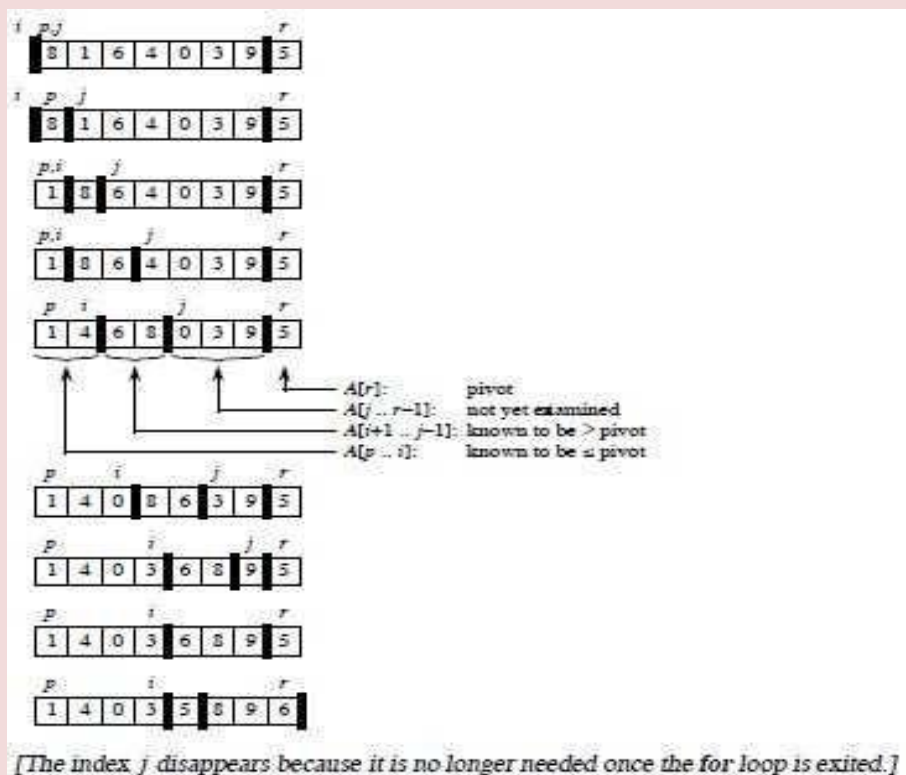 i p,j r
8 1 6 4 0 3 9 5
i p j r
8 1 6 4 0 3 9 5
p,i j r
1 8 6 4 0 3 9 5
p,i j r
1 8 6 4 0 3 9 5
p i j r
1 4 6 8 0 3 9 5
A[r]: pivot
A[j .. r–1]: not yet examined
A[i+1 .. j–1]: known to be > pivot
A[p .. i]: known to be ≤ pivot
p i j r
1 4 0 8 6 3 9 5
p i j r
1 4 0 3 6 8 9 5
p i r
1 4 0 3 6 8 9 5
p i r
1 4 0 3 5 8 9 6
[The index j disappears because it is no longer needed once the for loop is exited.]